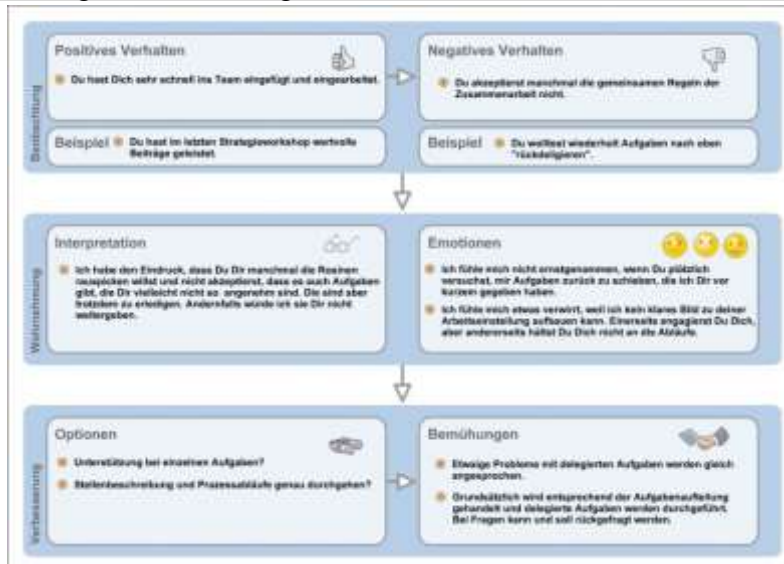 Beobachtung
Positives Verhalten
Du hast Dich sehr schnell ins Team eingefügt und eingearbeitet.
Beispiel
Du hast im letzten Strategieworkshop wertvolle
Beiträge geleistet.
Negatives Verhalten
Du akzeptierst manchmal die gemeinsamen Regeln der
Zusammenarbeit nicht.
Beispiel
Du wolltest wiederholt Aufgaben nach oben
"rückdeligieren".
Wahrnehmung
Interpretation
Ich habe den Eindruck, dass Du Dir manchmal die Rosinen
rauspicken willst und nicht akzeptierst, dass es auch Aufgaben
gibt, die Dir vielleicht nicht so angenehm sind. Die sind aber
trotzdem zu erledigen. Andernfalls würde ich sie Dir nicht
weitergeben.
Emotionen
Ich fühle mich nicht ernstgenommen, wenn Du plötzlich
versuchst, mir Aufgaben zurück zu schieben, die ich Dir vor
kurzem gegeben haben.
Ich fühle mich etwas verwirrt, weil ich kein klares Bild zu deiner
Arbeitseinstellung aufbauen kann. Einerseits engagierst Du Dich,
aber andererseits hältst Du Dich nicht an die Abläufe.
Verbesserung
Optionen
Unterstützung bei einzelnen Aufgaben?
Stellenbeschreibung und Prozessabläufe genau durchgehen?
Bemühungen
Etwaige Probleme mit delegierten Aufgaben werden gleich
angesprochen.
Grundsätzlich wird entsprechend der Aufgabenaufteilung
gehandelt und delegierte Aufgaben werden durchgeführt.
Bei Fragen kann und soll rückgefragt werden.